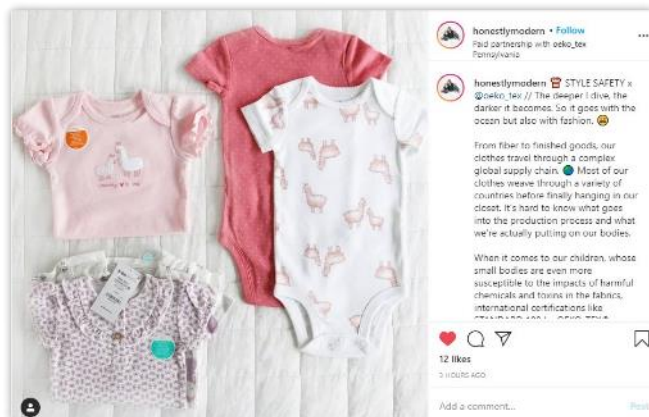 honestlymodern • Follow
Paid partnership with oeko_tex
Pennsylvania
honestlymodern STYLE SAFETY x
@oeko_tex // The deeper I dive, the
darker it becomes. So it goes with the
ocean but also with fashion. 😅
From fiber to finished goods, our
clothes travel through a complex
global supply chain. 🌎 Most of our
clothes weave through a variety of
countries before finally hanging in our
closet. It's hard to know what goes
into the production process and what
we're actually putting on our bodies.
When it comes to our children, whose
small bodies are even more
susceptible to the impacts of harmful
chemicals and toxins in the fabrics,
international certifications like
12 likes
3 HOURS AGO
Add a comment...
Post